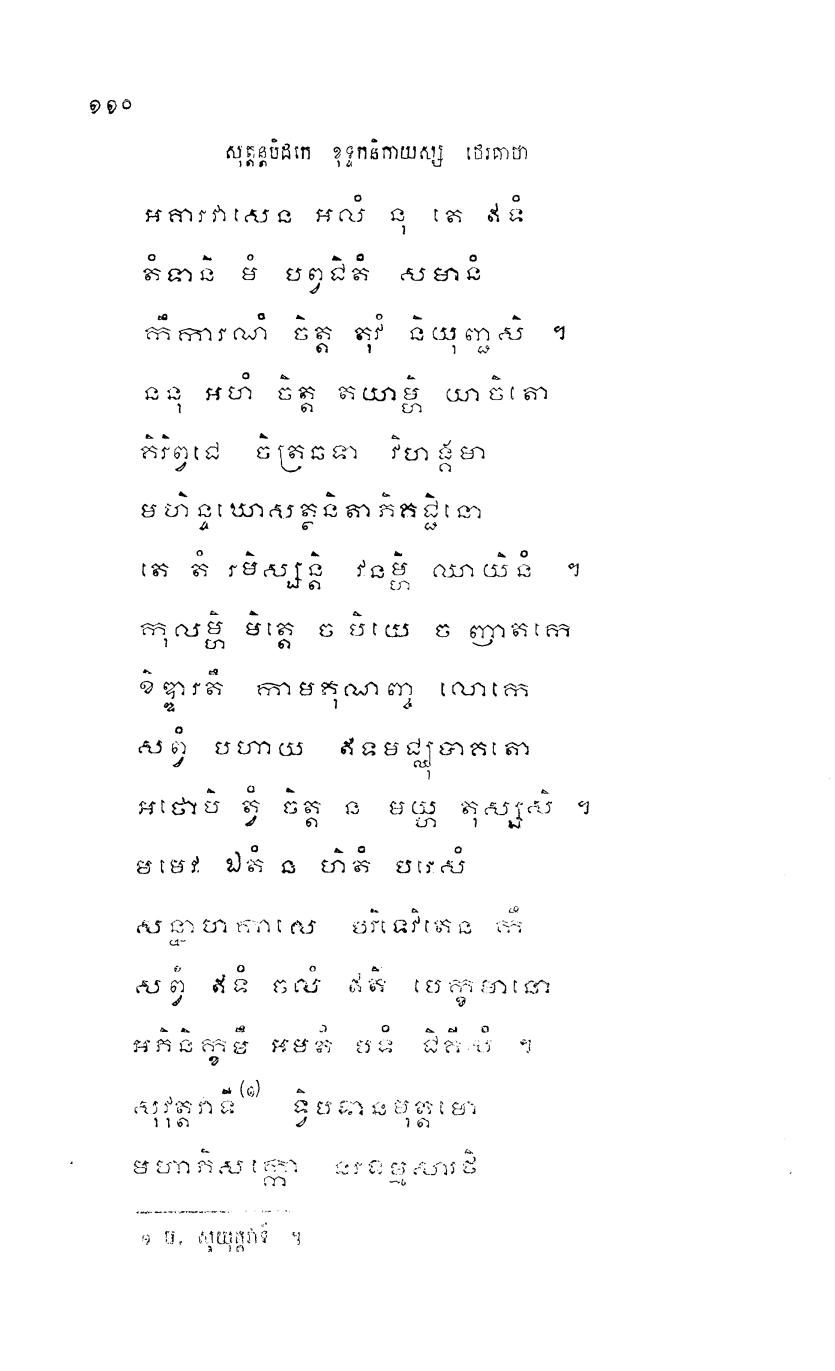 ១១០
សុត្តន្តបិដកេ ខុទ្ទកនិកាយស្ស ថេរគាថា
អគារវាសេន អលំ នុ តេ ឥទំ
តំទានិ មំ បព្វជិតំ សមានំ
កឹការណំ ចិត្ត តុវំ និយុញ្ជសិ ។
ននុ អហំ ចិត្ត តយាម្ហិ យាចិតោ
គិរិព្វជេ ចិត្រឆទា វិហង្គមា
មហិន្ទឃោសត្ថនិតាភិគជ្ជិនោ
តេ តំ រមិស្សន្តិ វនម្ហិ ឈាយិនំ ។
កុលម្ហិ មិត្តេ ច បិយេ ច ញាតកេ
ខិឌ្ឌារតឹ កាមគុណញ្ច លោកេ
សព្វំ បហាយ ឥទមជ្ឈុបាគតោ
អថោបិ ត្វំ ចិត្ត ន មយ្ហ តុស្សសិ ។
មមេវ ឯតំ ន ហិតំ បរេសំ
សន្នាហកាលេ បរិទេវិតេន កឹ
សព្វំ ឥទំ ចលំ ឥតិ បេក្ខមានោ
អភិនិក្ខមឹ អមតំ បទំ ជិគីសំ ។
សុវុត្តវាទី (១) ទ្វិបទានមុត្តមោ
មហាភិសក្កោ នរទម្មសារថិ
១ ម. សុយុត្តវាទី ។